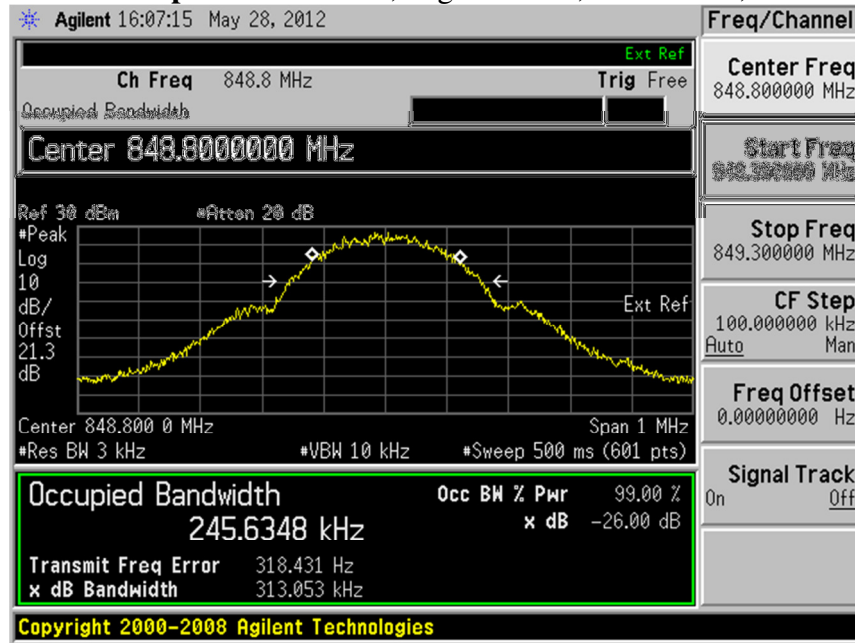 Agilent 16:07:15 May 28, 2012
Freq/Channel
Ext Ref
Ch Freq 848.8 MHz
Trig Free
Occupied Bandwidth
Center 848.8000000 MHz
Ref 30 dBm
#Atten 20 dB
#Peak
Log
10
dB/
Offst
21.3
dB
Ext Ref
Center 848.800 0 MHz
Span 1 MHz
#Res BW 3 kHz
#VBW 10 kHz
#Sweep 500 ms (601 pts)
Occupied Bandwidth
245.6348 kHz
Occ BW % Pwr 99.00 %
x dB -26.00 dB
Transmit Freq Error 318.431 Hz
x dB Bandwidth 313.053 kHz
Center Freq
848.800000 MHz
Start Freq
848.300000 MHz
Stop Freq
849.300000 MHz
CF Step
100.000000 kHz
Auto Man
Freq Offset
0.00000000 Hz
Signal Track
On Off
Copyright 2000-2008 Agilent Technologies